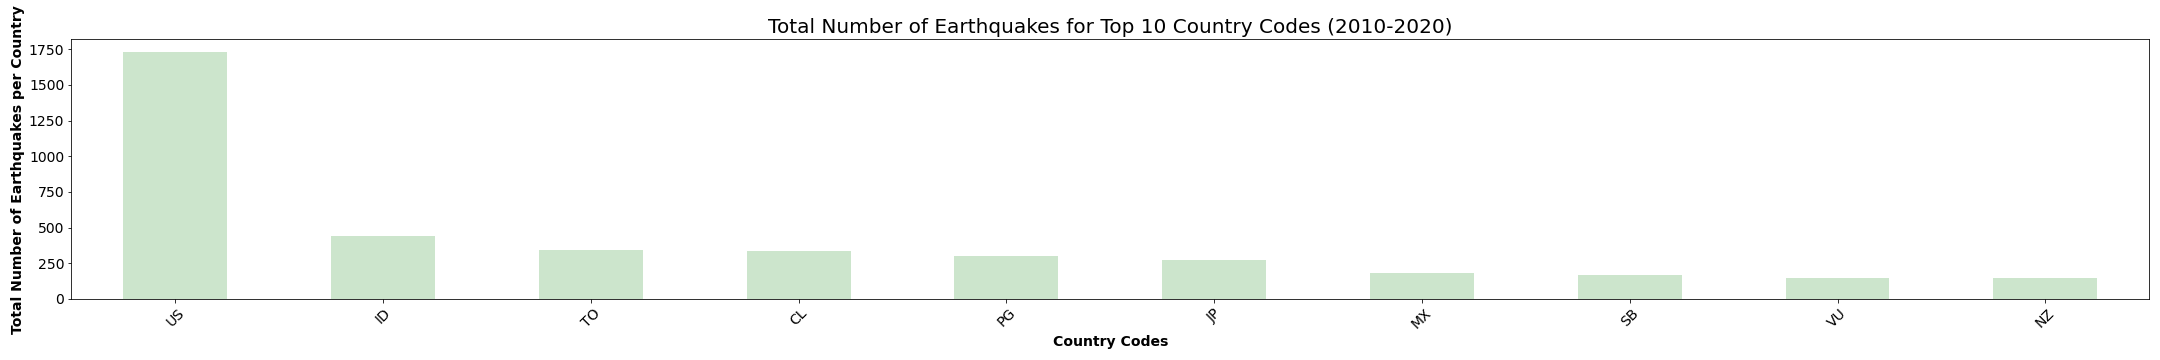 Total Number of Earthquakes for Top 10 Country Codes (2010-2020)
Total Number of Earthquakes per Country
1750
1500
1250
1000
750
500
250
0
US ID TO CL PG JP MX SB VU NZ
Country Codes